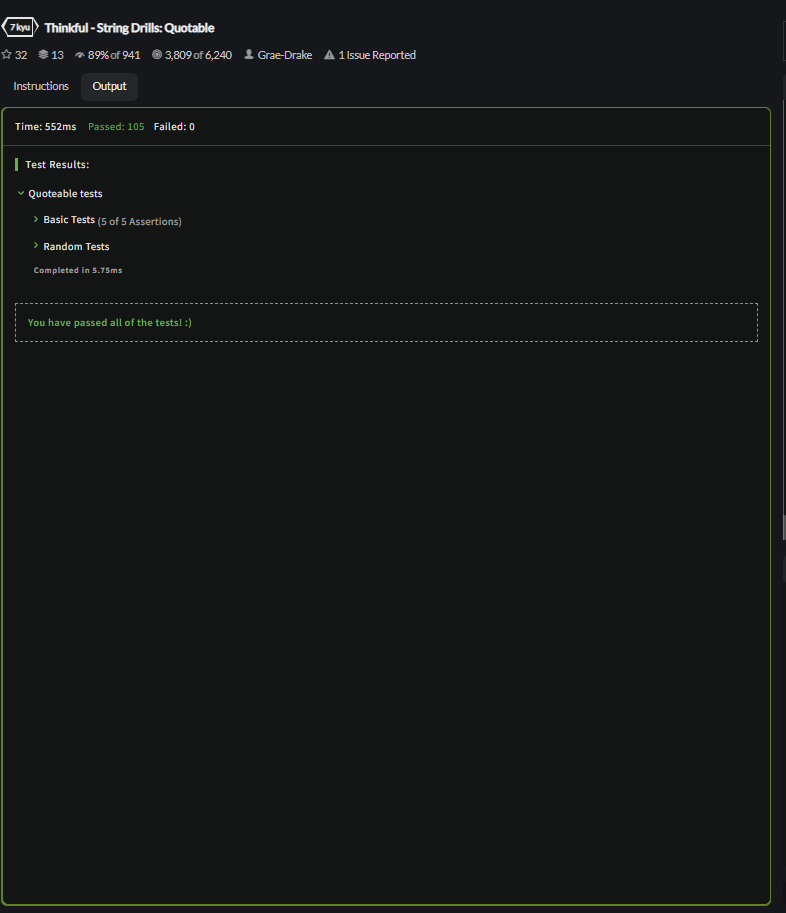 7 kyu Thinkful - String Drills: Quotable
32 13 89% of 941 3,809 of 6,240 Grae-Drake 1 Issue Reported
Instructions Output
Time: 552ms Passed: 105 Failed: 0
Test Results:
Quoteable tests
Basic Tests (5 of 5 Assertions)
Random Tests
Completed in 5.75ms
You have passed all of the tests! :)